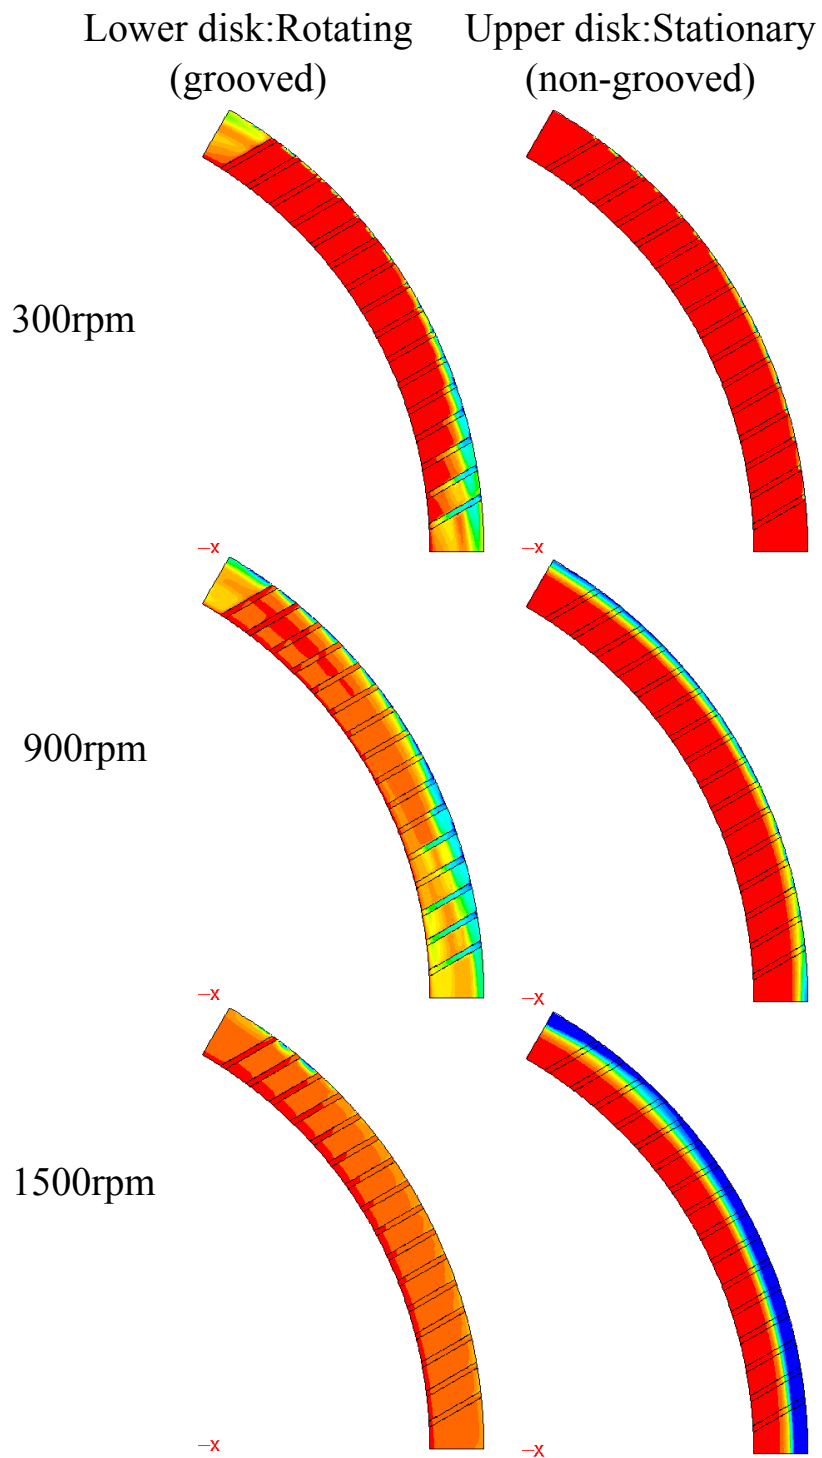 Lower disk:Rotating
(grooved)
Upper disk:Stationary
(non-grooved)
300rpm
–x
–x
900rpm
–x
–x
1500rpm
–x
–x